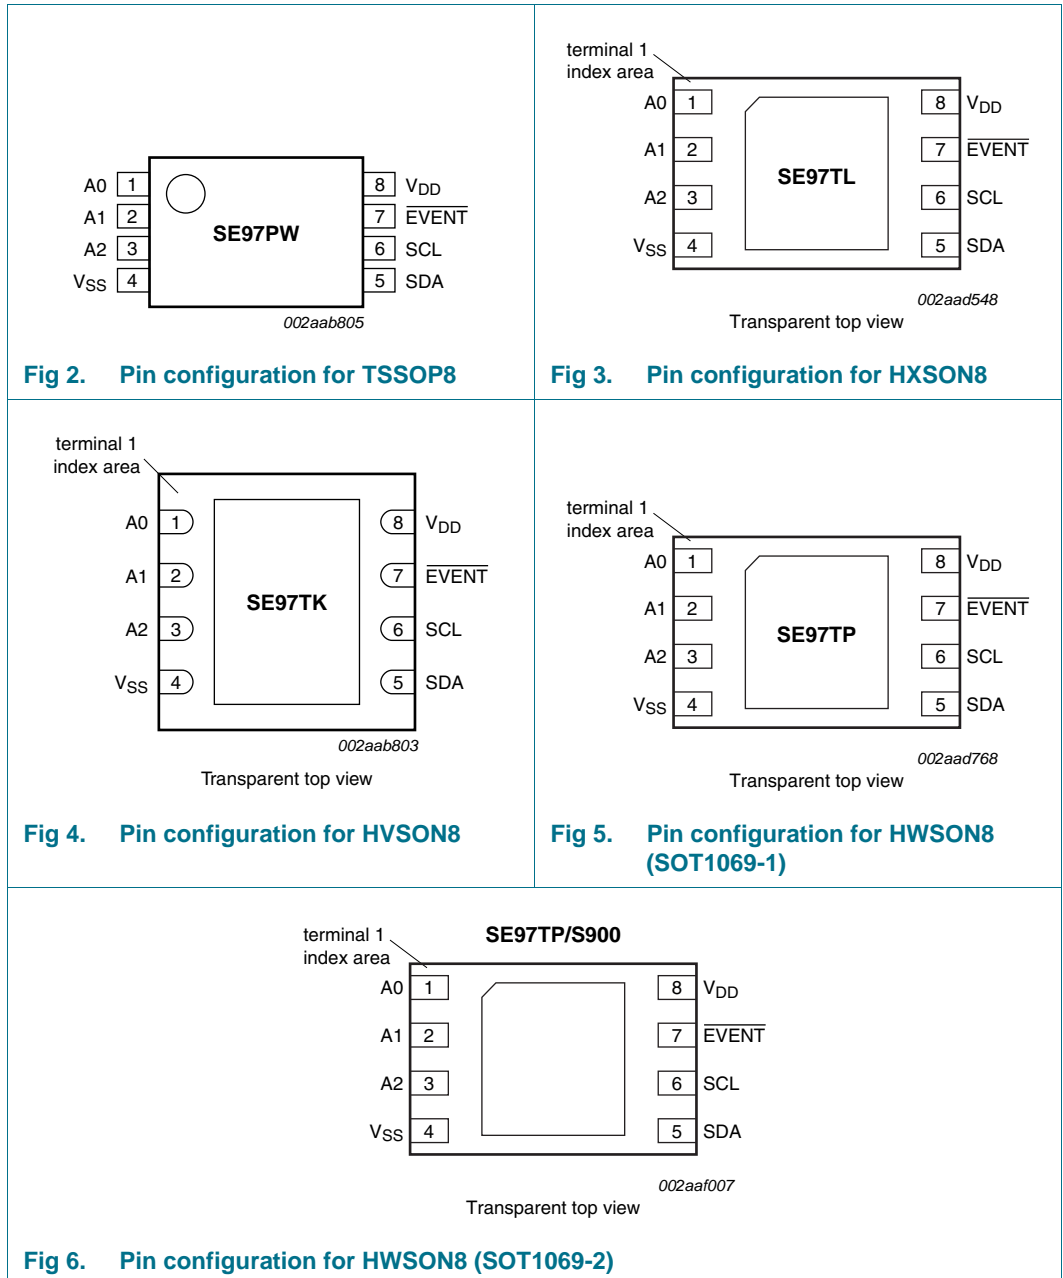 A0 1
A1 2
A2 3
VSS 4
SE97PW
8 VDD
7 EVENT
6 SCL
5 SDA
002aab805
Fig 2. Pin configuration for TSSOP8
terminal 1
index area
A0 1
A1 2
A2 3
VSS 4
SE97TL
8 VDD
7 EVENT
6 SCL
5 SDA
002aad548
Transparent top view
Fig 3. Pin configuration for HXSON8
terminal 1
index area
A0 1
A1 2
A2 3
VSS 4
SE97TK
8 VDD
7 EVENT
6 SCL
5 SDA
002aab803
Transparent top view
Fig 4. Pin configuration for HVSON8
terminal 1
index area
A0 1
A1 2
A2 3
VSS 4
SE97TP
8 VDD
7 EVENT
6 SCL
5 SDA
002aad768
Transparent top view
Fig 5. Pin configuration for HWSON8
(SOT1069-1)
SE97TP/S900
terminal 1
index area
A0 1
A1 2
A2 3
VSS 4
8 VDD
7 EVENT
6 SCL
5 SDA
002aaf007
Transparent top view
Fig 6. Pin configuration for HWSON8 (SOT1069-2)